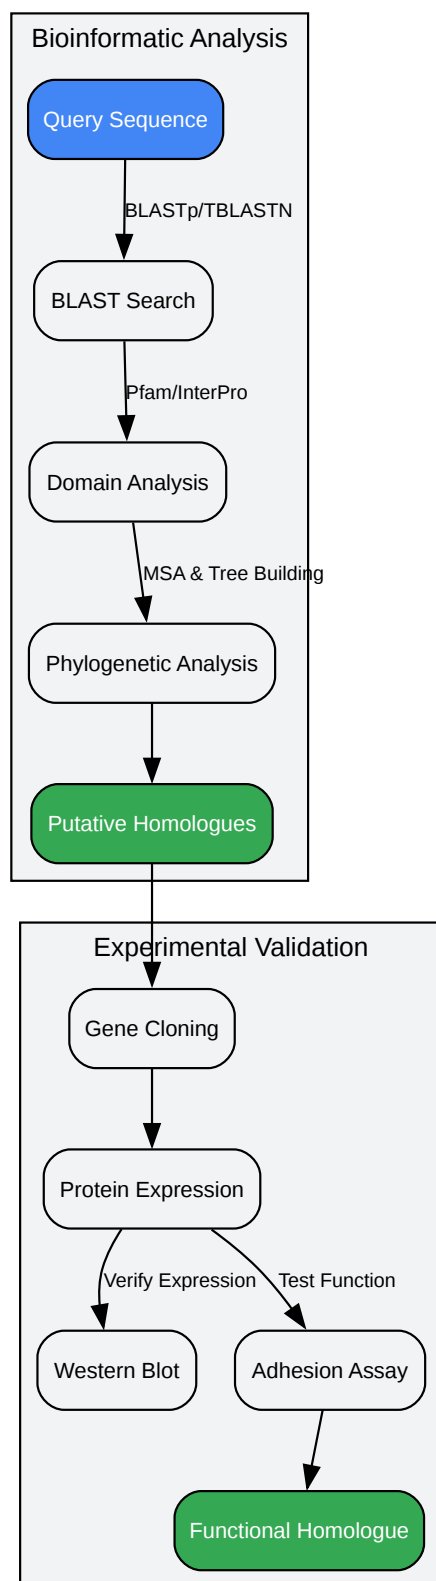 Bioinformatic Analysis
Query Sequence
BLASTp/TBLASTN
BLAST Search
Pfam/InterPro
Domain Analysis
MSA & Tree Building
Phylogenetic Analysis
Putative Homologues
Experimental Validation
Gene Cloning
Protein Expression
Verify Expression
Test Function
Western Blot
Adhesion Assay
Functional Homologue